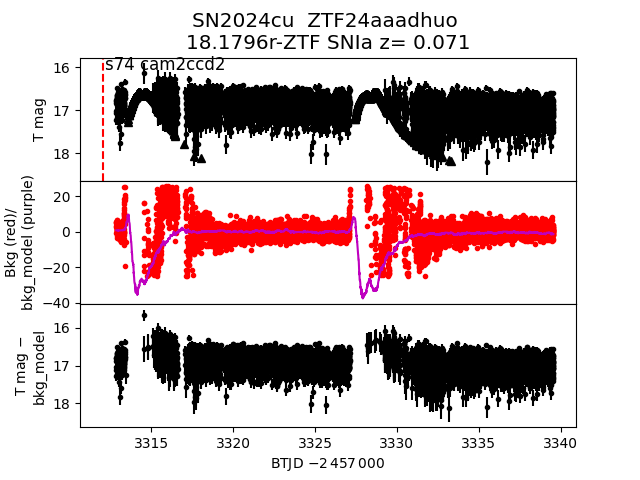 SN2024cu  ZTF24aaadhuo
18.1796r-ZTF SNIa z= 0.071
s74 cam2ccd2
16
17
18
T mag
20
0
−20
−40
Bkg (red)/
bkg_model (purple)
16
17
18
T mag −
bkg_model
3315
3320
3325
3330
3335
3340
BTJD −2 457 000